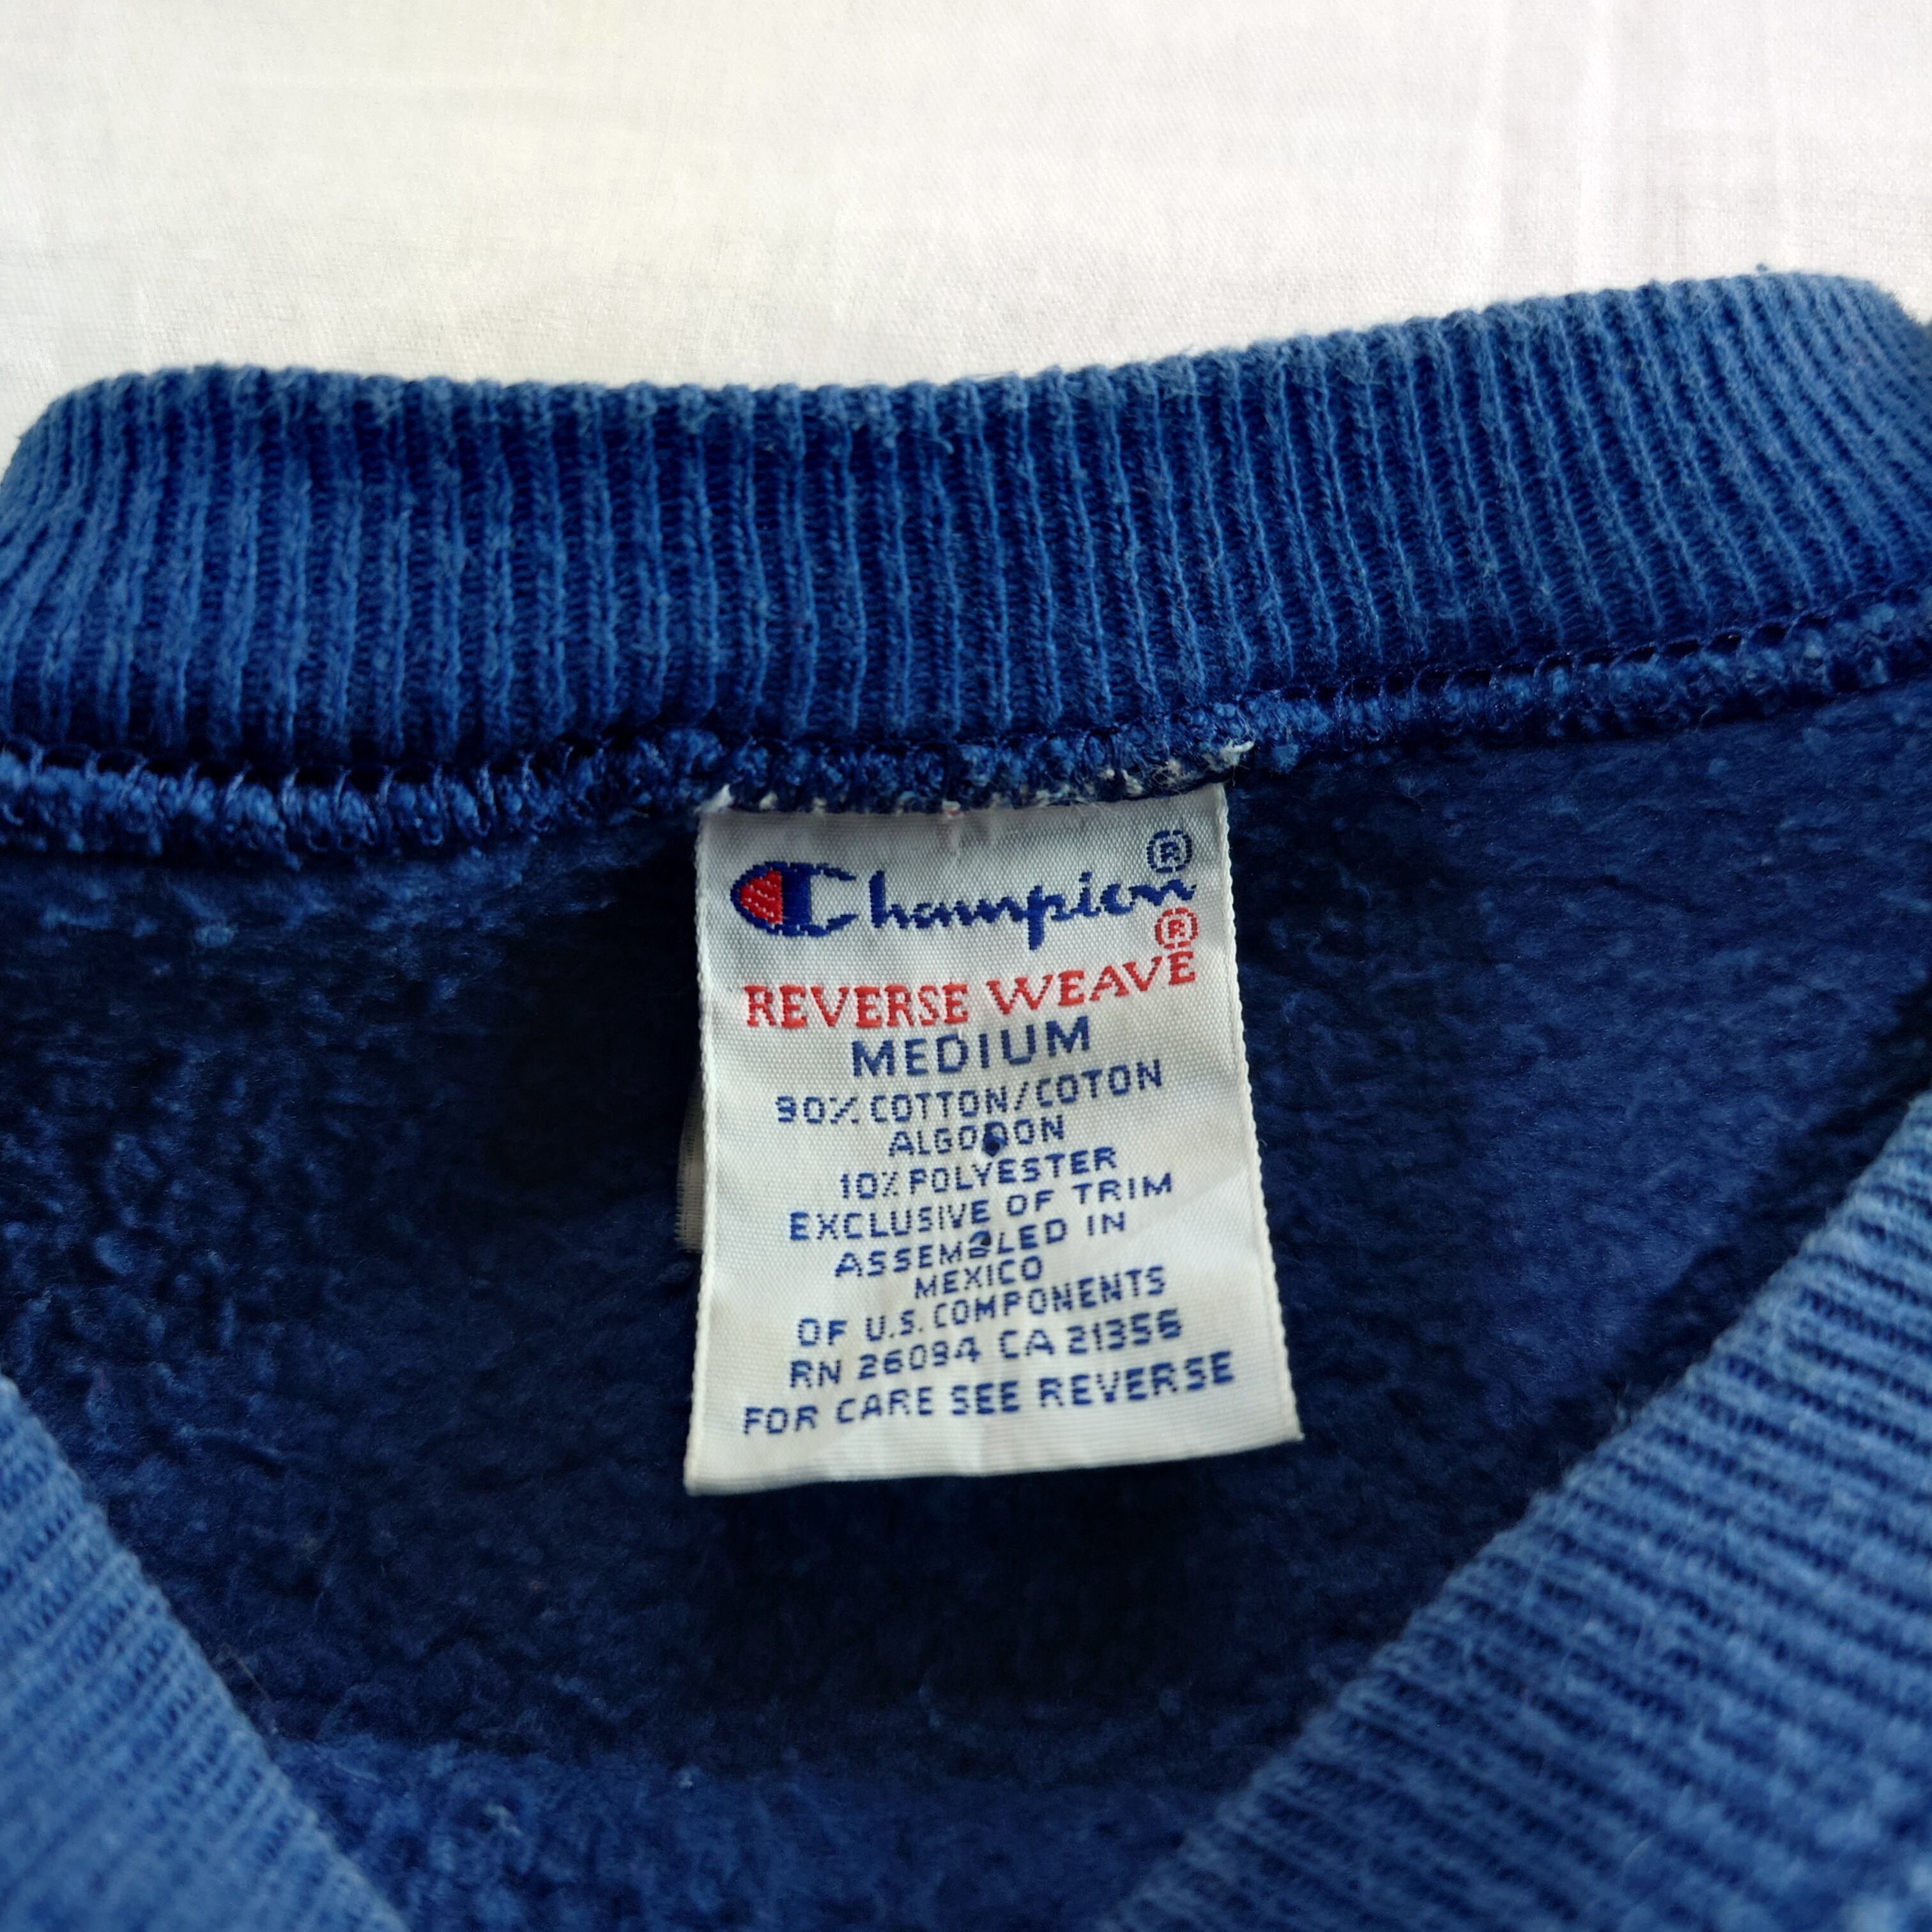 Champion®
REVERSE WEAVE®
MEDIUM
90% COTTON/COTON
ALGODON
10% POLYESTER
EXCLUSIVE OF TRIM
ASSEMBLED IN
MEXICO
OF U.S. COMPONENTS
RN 26094 CA 21356
FOR CARE SEE REVERSE